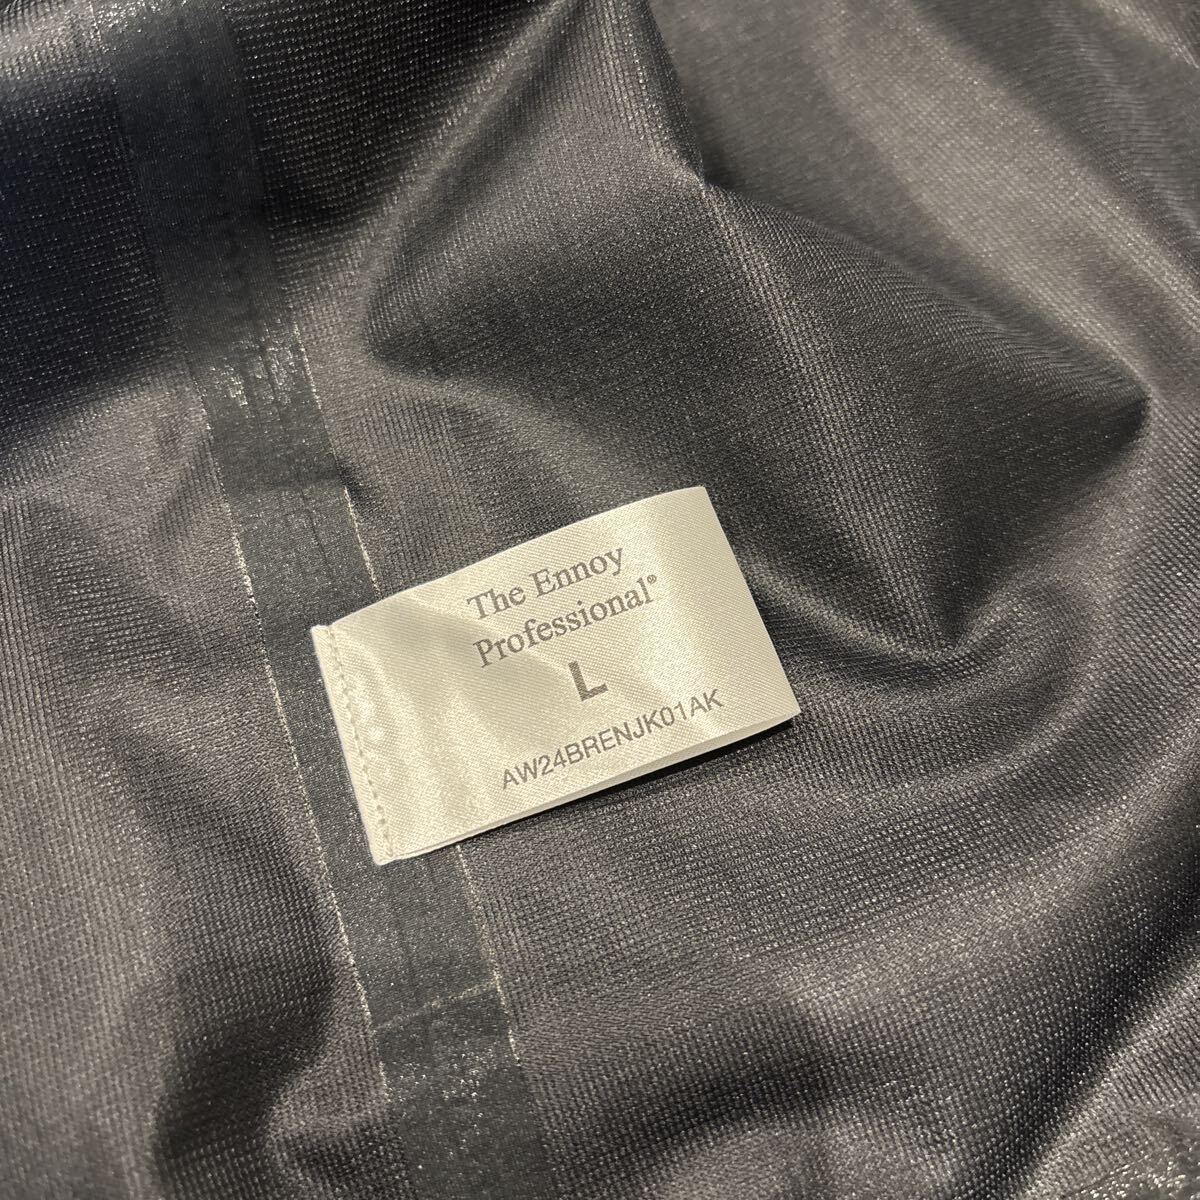 The Ennoy
Professional®
L
AW24BRENJK01AK